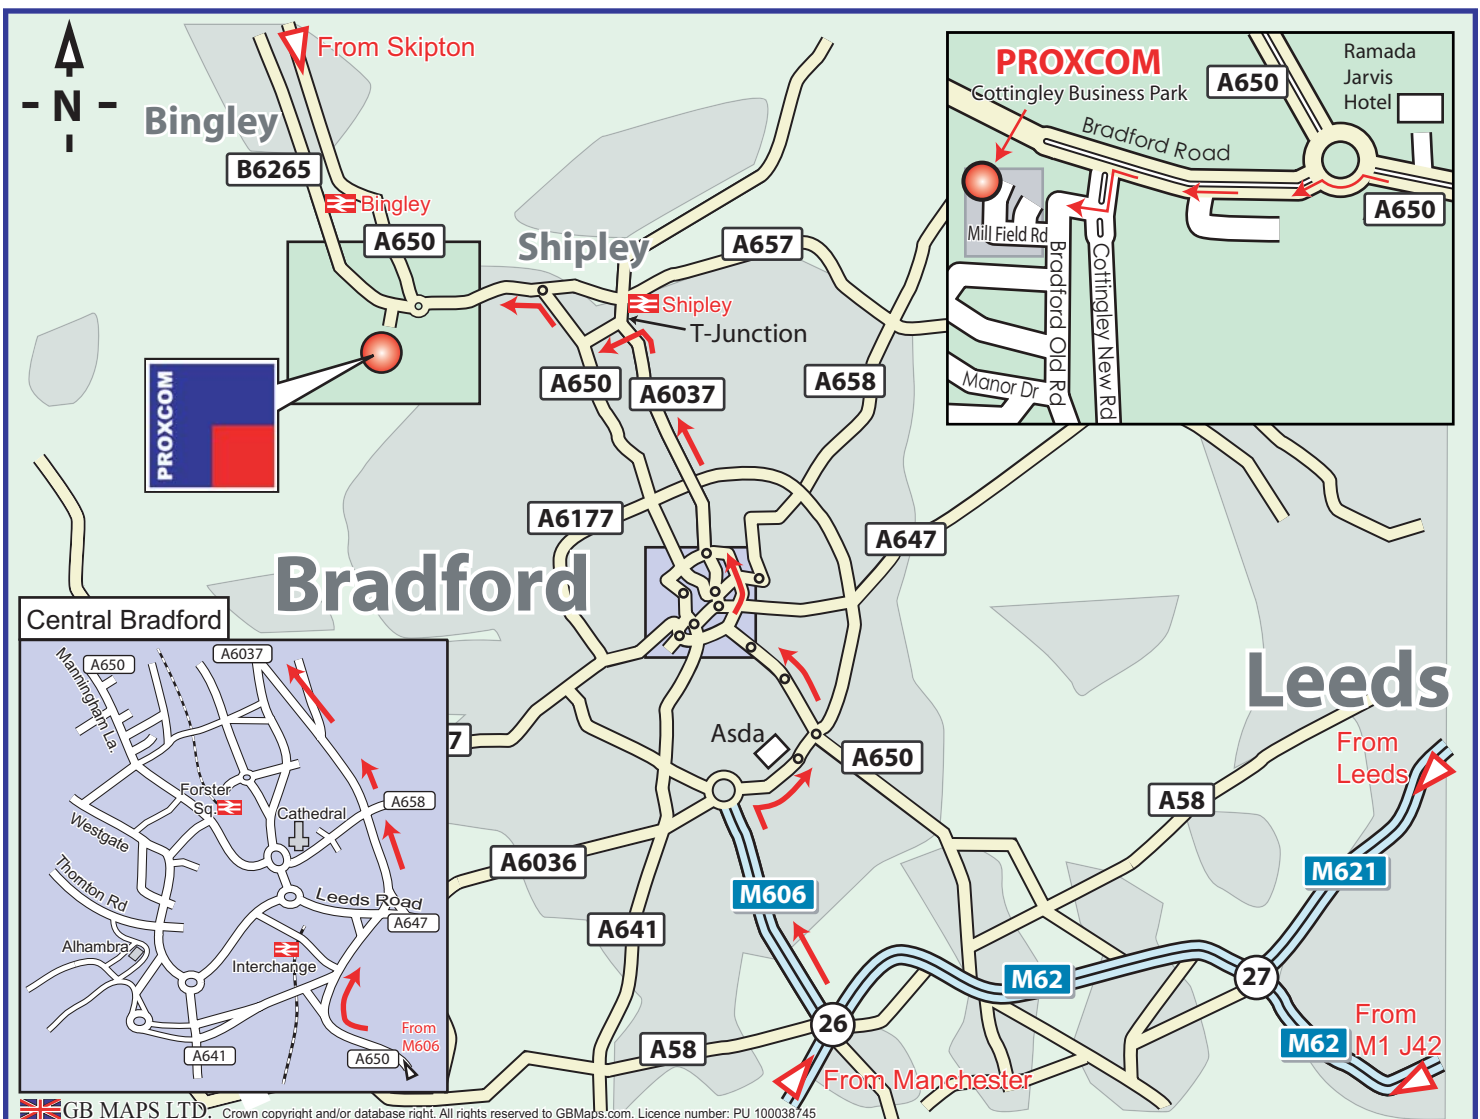 From Skipton
N
Bingley
B6265
Bingley
A650
Shipley
A657
Shipley
T-Junction
A650
A6037
A658
PROXCOM
A6177
A647
Bradford
Leeds
Asda
A650
7
A58
From
Leeds
A6036
M606
M621
A641
M62
27
26
A58
M62
From
M1 J42
From Manchester
PROXCOM
Cottingley Business Park
A650
Ramada
Jarvis
Hotel
Bradford Road
A650
Mill Field Rd
Bradford Old Rd
Cottingley New Rd
Manor Dr
Central Bradford
A650
A6037
Manningham La.
Forster
Sq.
Cathedral
A658
Westgate
Thornton Rd
Leeds Road
A647
Alhambra
Interchange
From
M606
A641
A650
GB MAPS LTD. Crown copyright and/or database right. All rights reserved to GBMaps.com. Licence number: PU 100038745